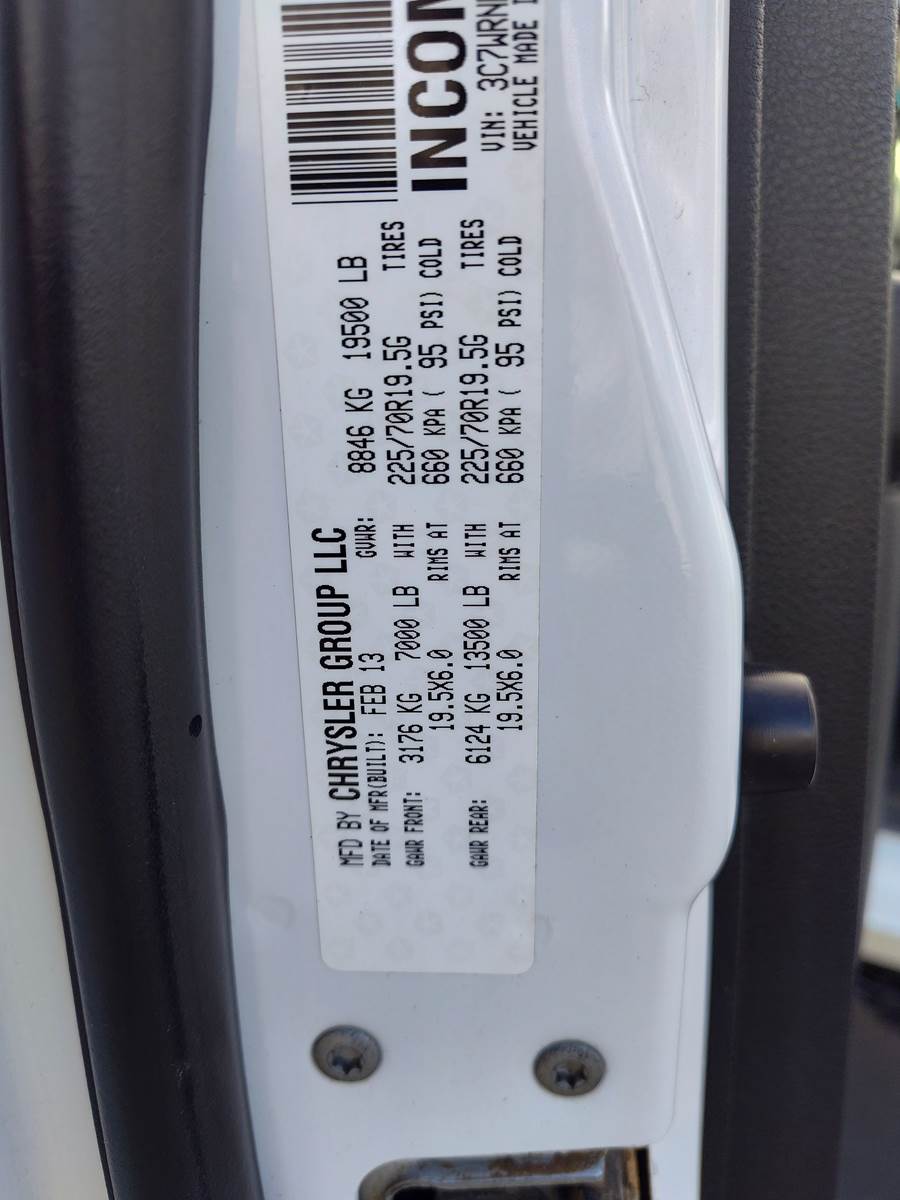 MFD BY CHRYSLER GROUP LLC
DATE OF MFR(BUILT): FEB 13 GVWR: 8846 KG 19500 LB
GAWR FRONT: 3176 KG 7000 LB WITH 225/70R19.5G TIRES
19.5X6.0 RIMS AT 660 KPA ( 95 PSI) COLD
GAWR REAR: 6124 KG 13500 LB WITH 225/70R19.5G TIRES
19.5X6.0 RIMS AT 660 KPA ( 95 PSI) COLD
INCOM
VIN: 3C7WRN
VEHICLE MADE I